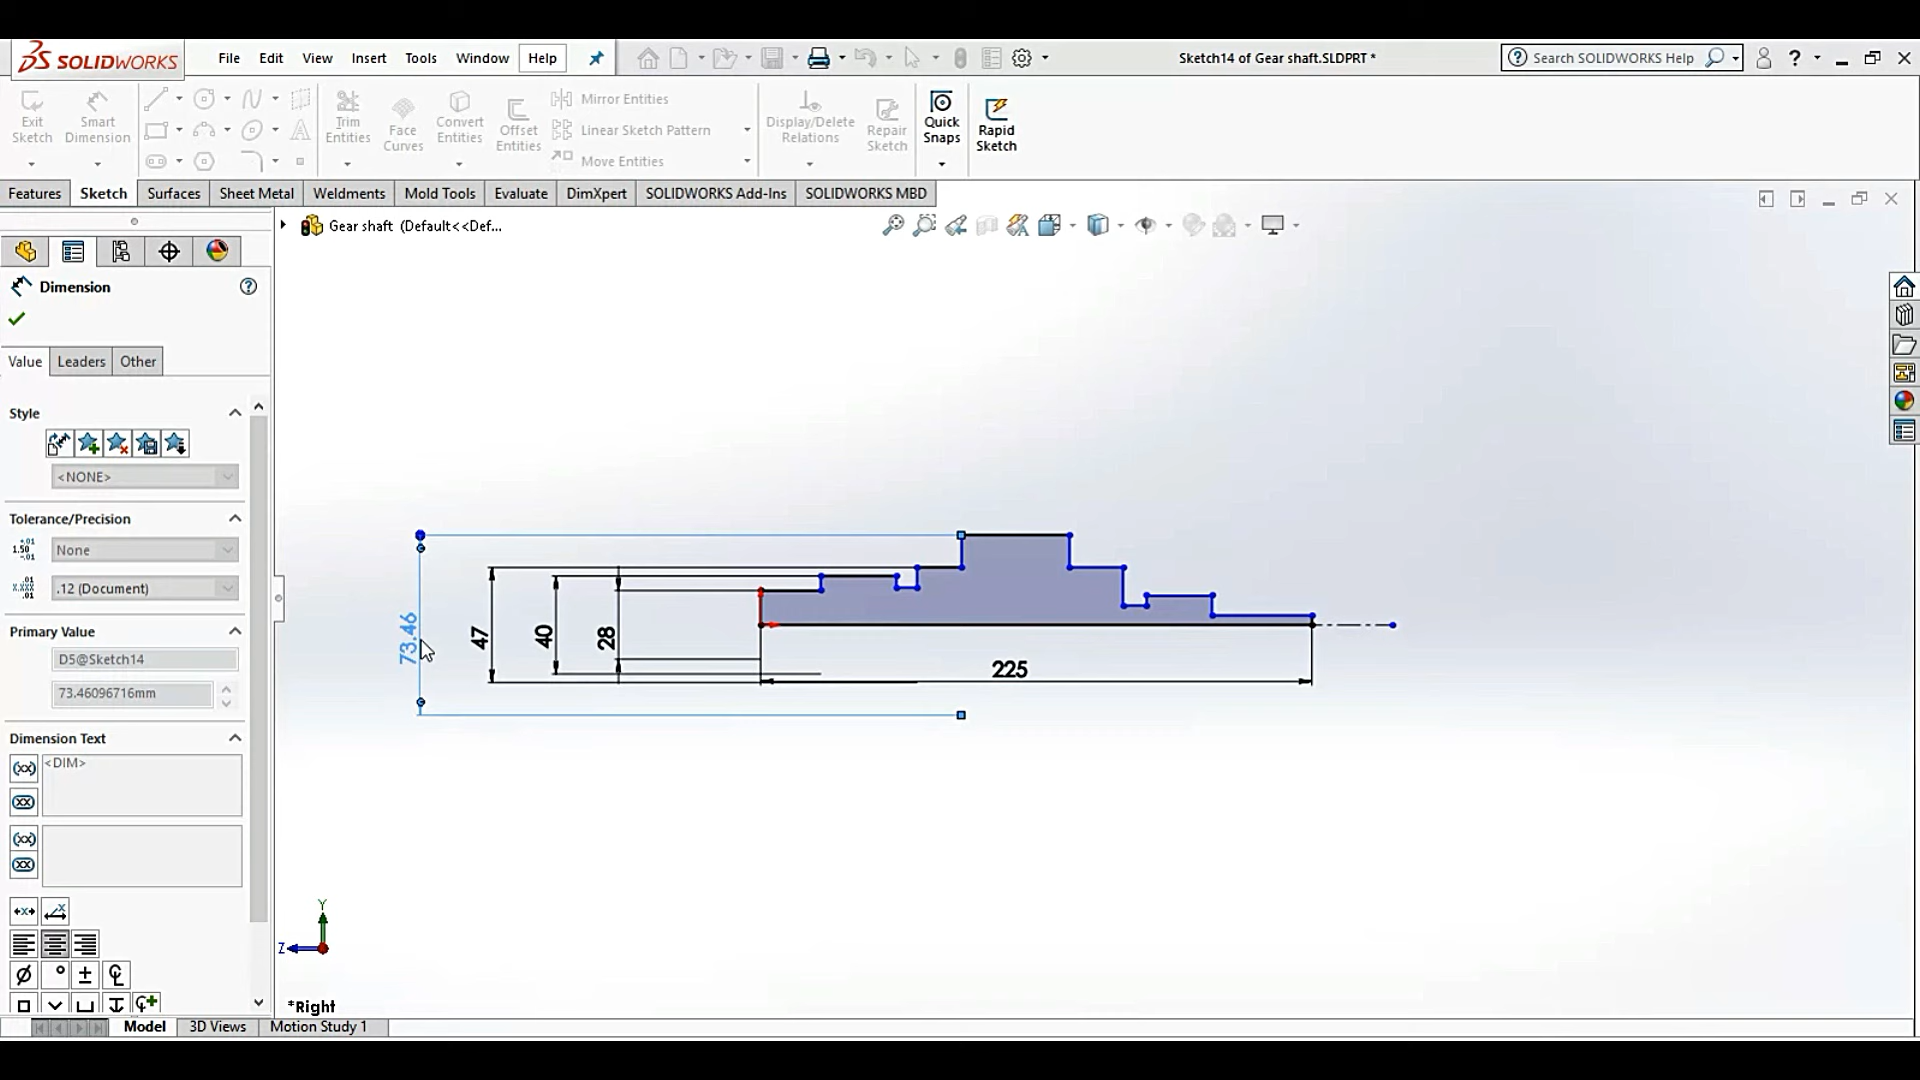 SOLIDWORKS File Edit View Insert Tools Window Help Sketch14 of Gear shaft.SLDPRT * Search SOLIDWORKS Help ?
Exit Sketch
Smart Dimension
Trim Entities
Face Curves
Convert Entities
Offset Entities
Mirror Entities
Linear Sketch Pattern
Move Entities
Display/Delete Relations
Repair Sketch
Quick Snaps
Rapid Sketch
Features Sketch Surfaces Sheet Metal Weldments Mold Tools Evaluate DimXpert SOLIDWORKS Add-Ins SOLIDWORKS MBD
Gear shaft (Default<<Def...
Dimension
Value Leaders Other
Style
<NONE>
Tolerance/Precision
None
.12 (Document)
Primary Value
D5@Sketch14
73.46096716mm
Dimension Text
<DIM>
73.46
47
40
28
225
Y
Z
*Right
Model 3D Views Motion Study 1